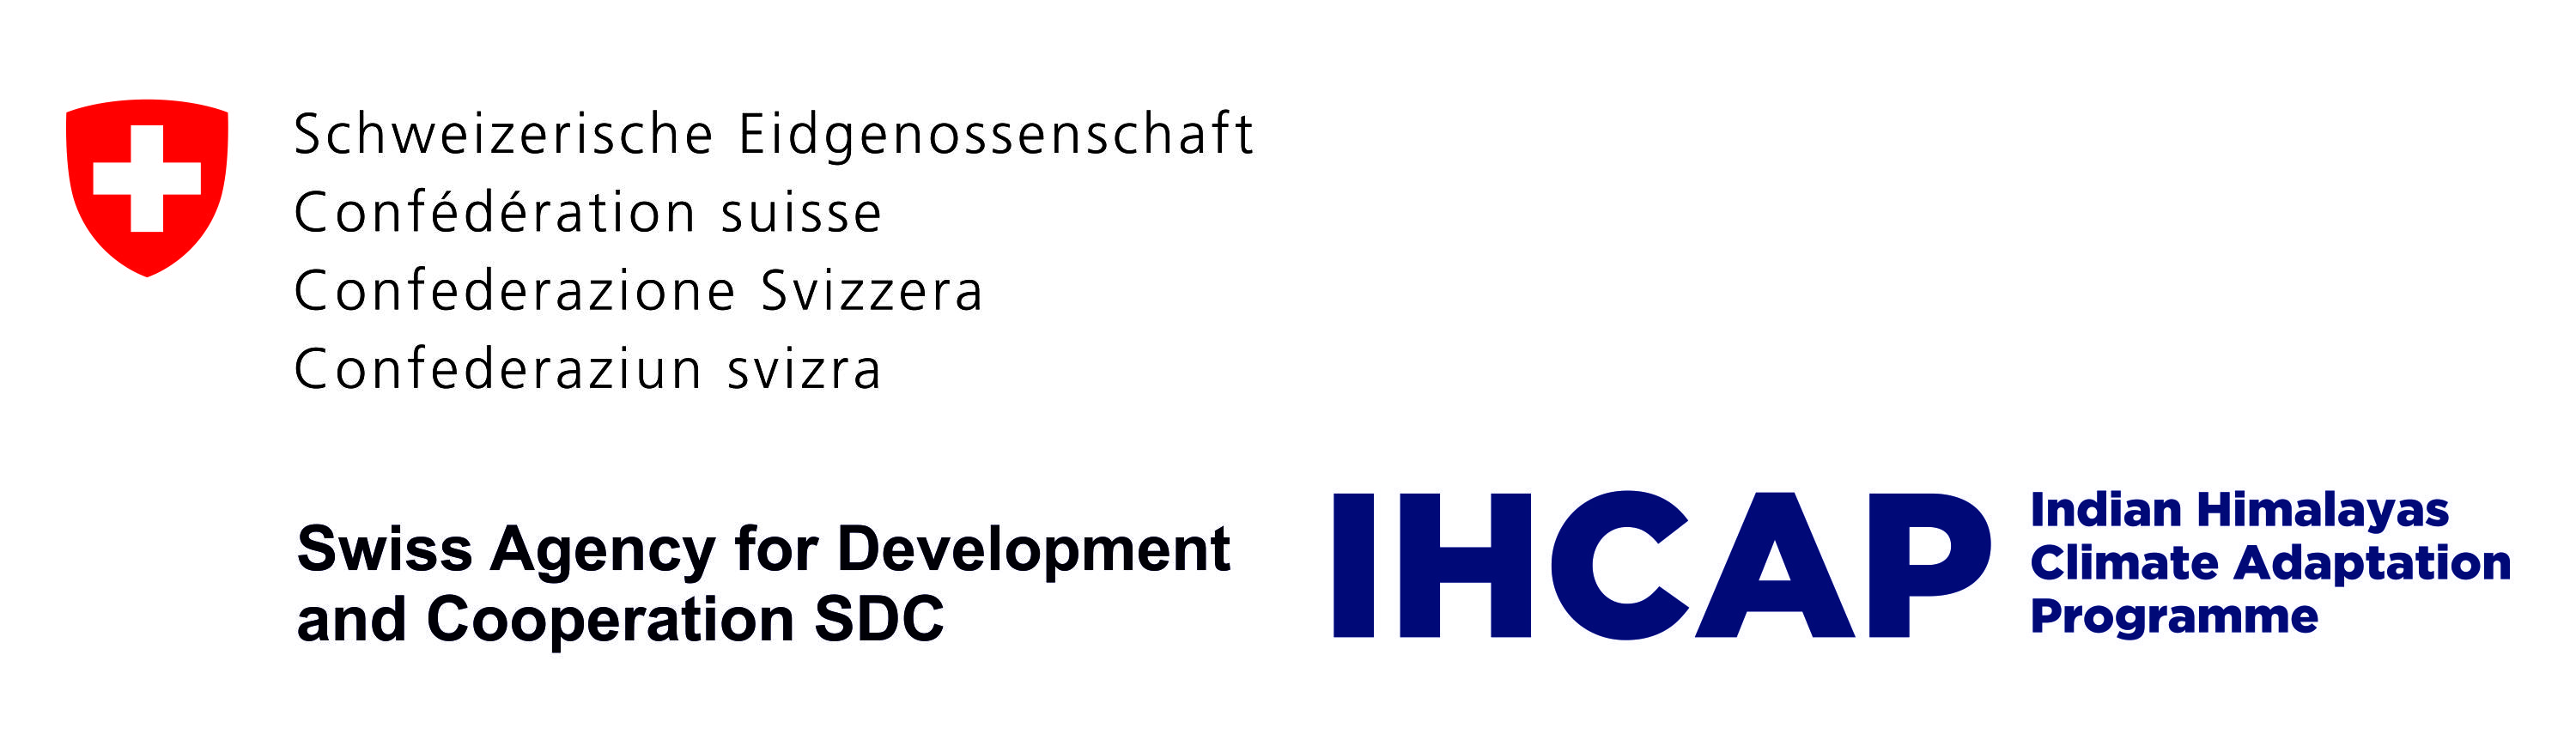 Schweizerische Eidgenossenschaft
Confédération suisse
Confederazione Svizzera
Confederaziun svizra
Swiss Agency for Development
and Cooperation SDC
IHCAP
Indian Himalayas
Climate Adaptation
Programme